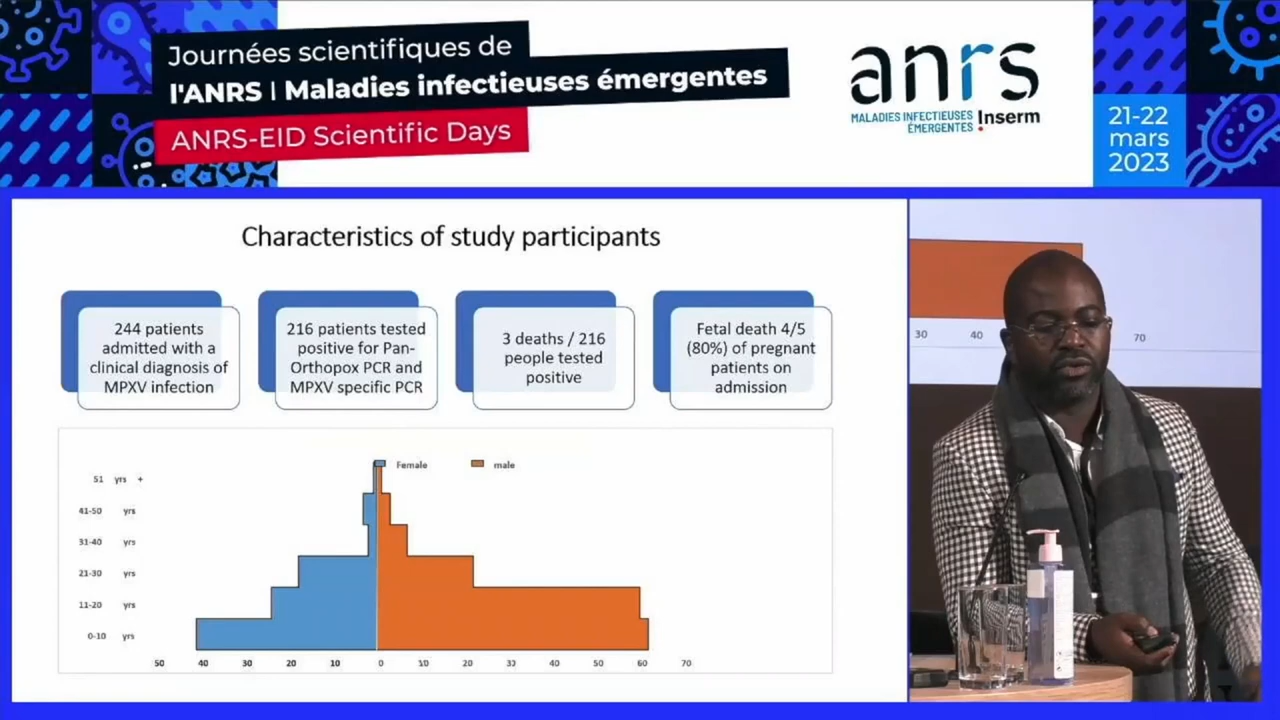 Journées scientifiques de
l'ANRS | Maladies infectieuses émergentes
ANRS-EID Scientific Days
anrs
MALADIES INFECTIEUSES
ÉMERGENTES
Inserm
21-22
mars
2023
Characteristics of study participants
244 patients
admitted with a
clinical diagnosis of
MPXV infection
216 patients tested
positive for Pan-
Orthopox PCR and
MPXV specific PCR
3 deaths / 216
people tested
positive
Fetal death 4/5
(80%) of pregnant
patients on
admission
Female
male
51 yrs +
41-50 yrs
31-40 yrs
21-30 yrs
11-20 yrs
0-10 yrs
50 40 30 20 10 0 10 20 30 40 50 60 70
30 40 70